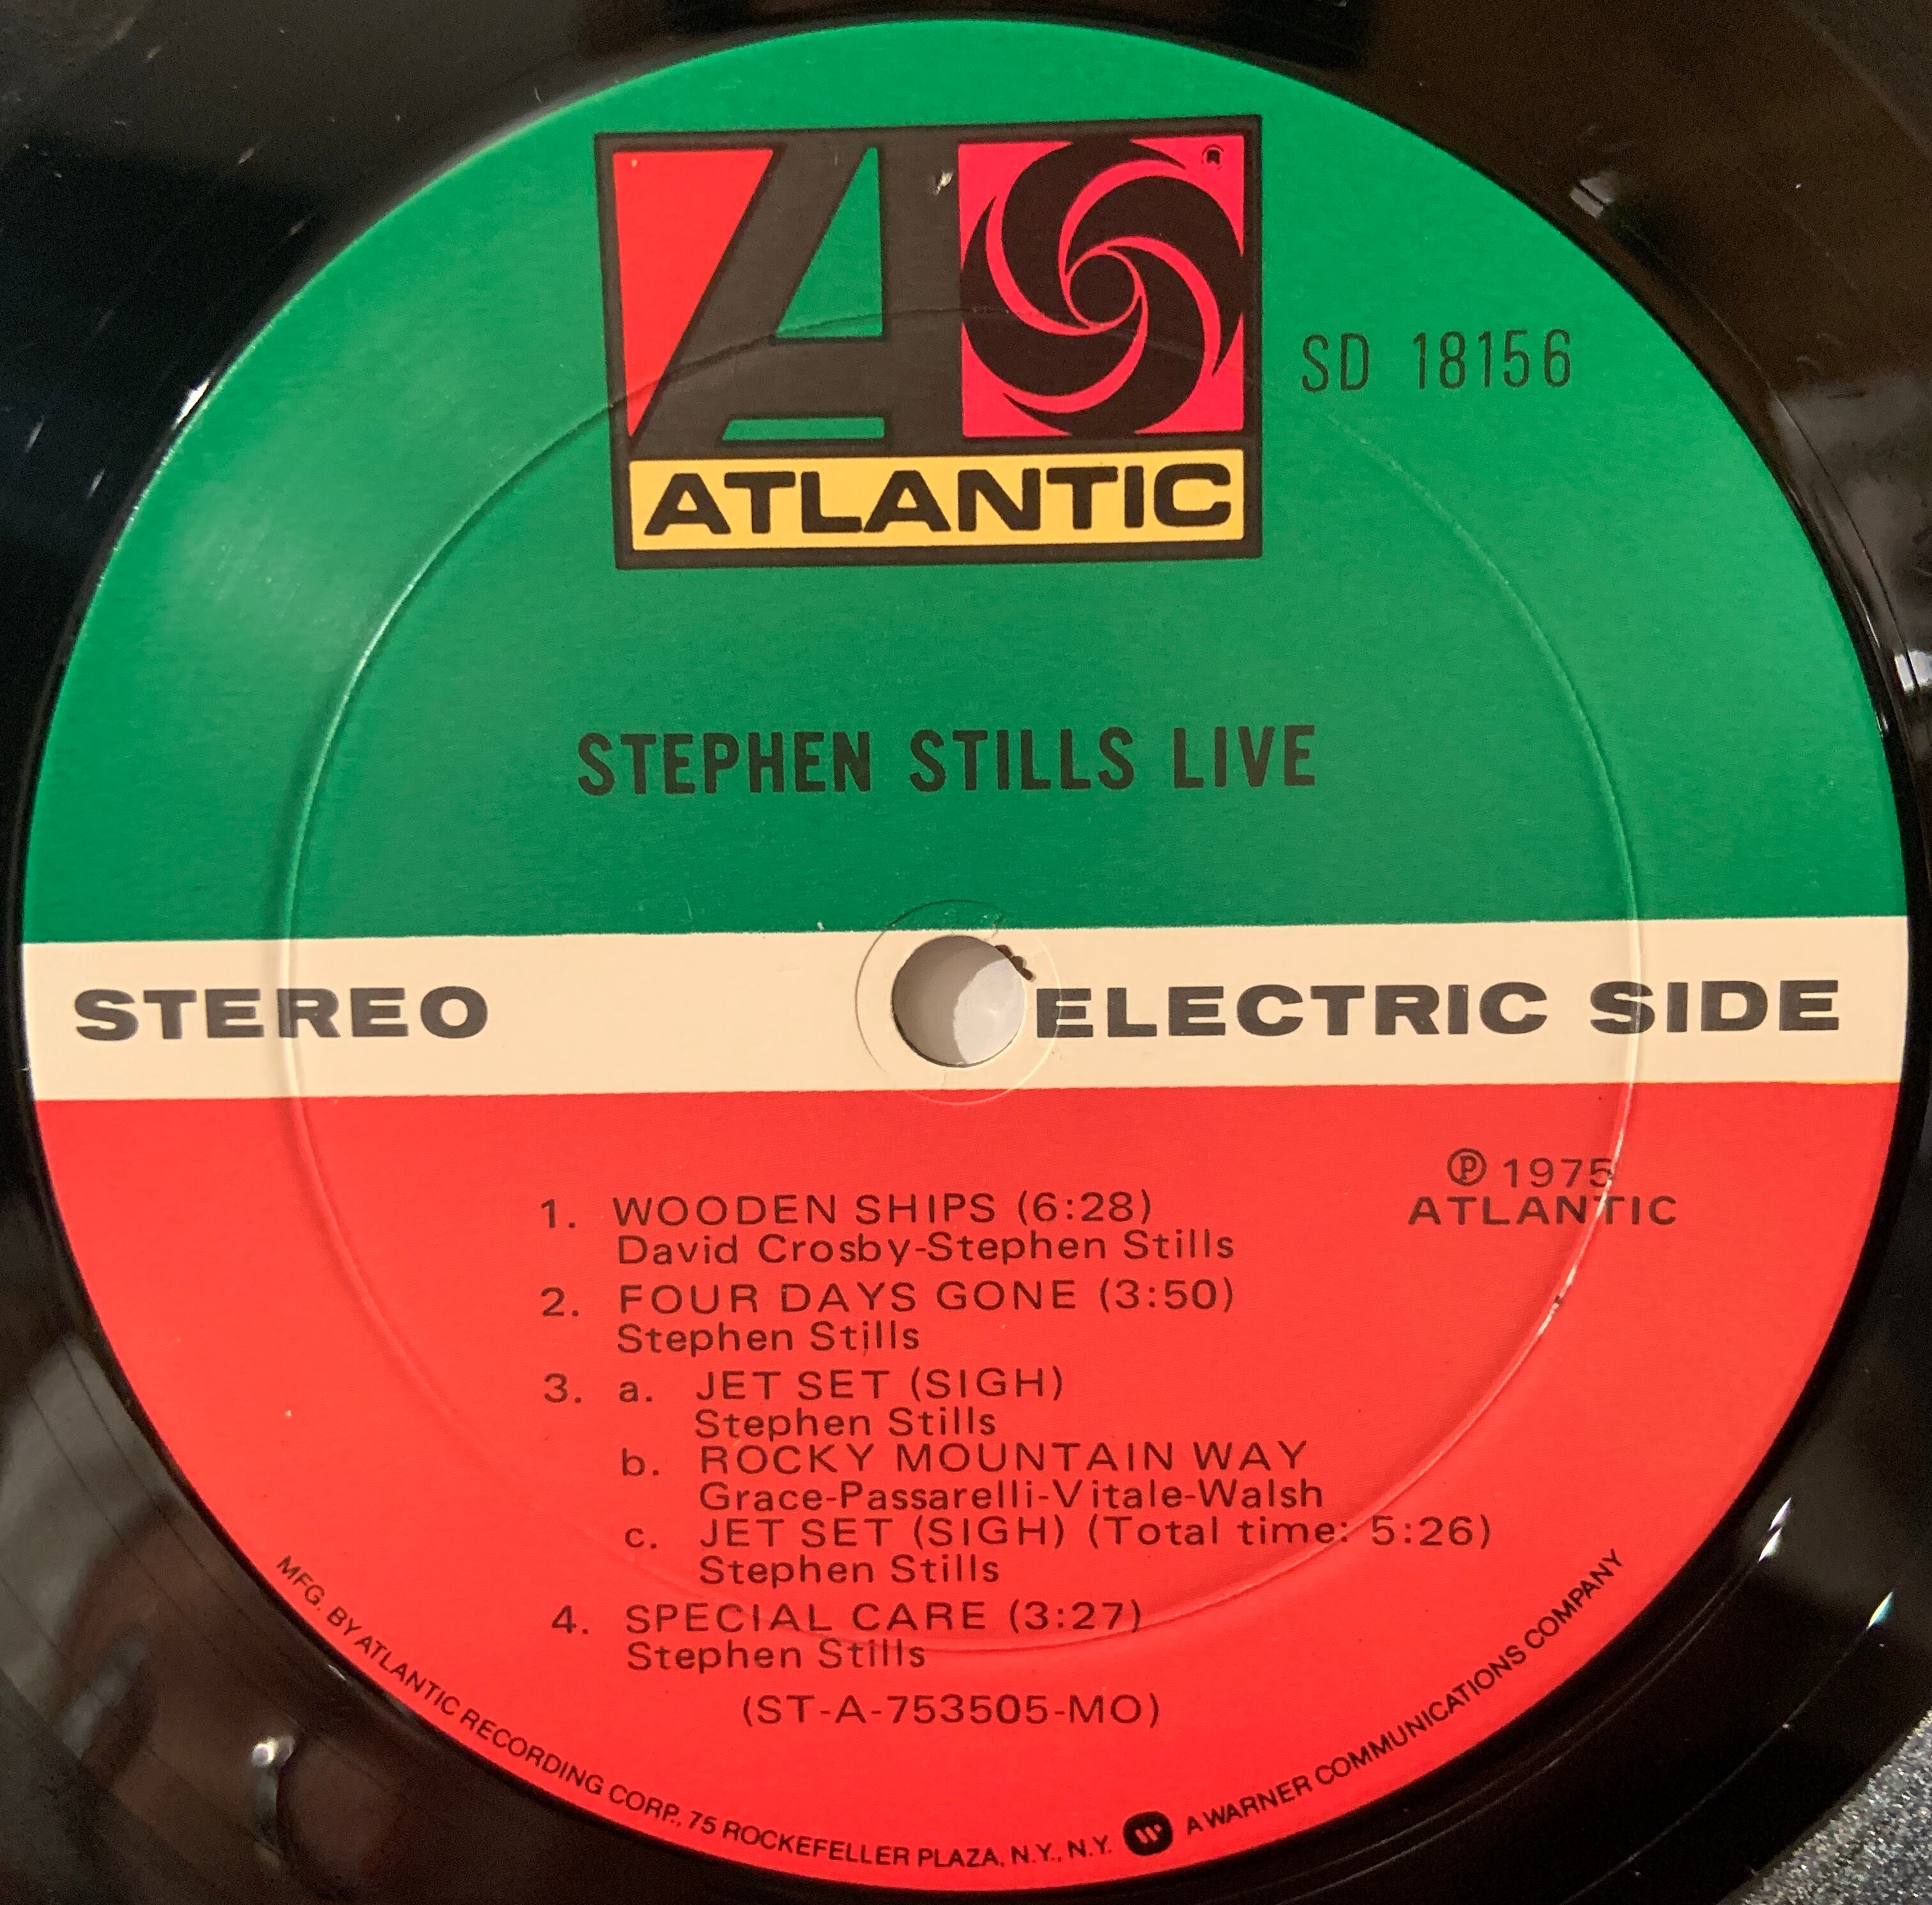 ATLANTIC
®
SD 18156
STEPHEN STILLS LIVE
STEREO
ELECTRIC SIDE
℗ 1975
ATLANTIC
1. WOODEN SHIPS (6:28)
David Crosby-Stephen Stills
2. FOUR DAYS GONE (3:50)
Stephen Stills
3. a. JET SET (SIGH)
Stephen Stills
b. ROCKY MOUNTAIN WAY
Grace-Passarelli-Vitale-Walsh
c. JET SET (SIGH) (Total time: 5:26)
Stephen Stills
4. SPECIAL CARE (3:27)
Stephen Stills
(ST-A-753505-MO)
MFG. BY ATLANTIC RECORDING CORP., 75 ROCKEFELLER PLAZA, N.Y., N.Y. A WARNER COMMUNICATIONS COMPANY